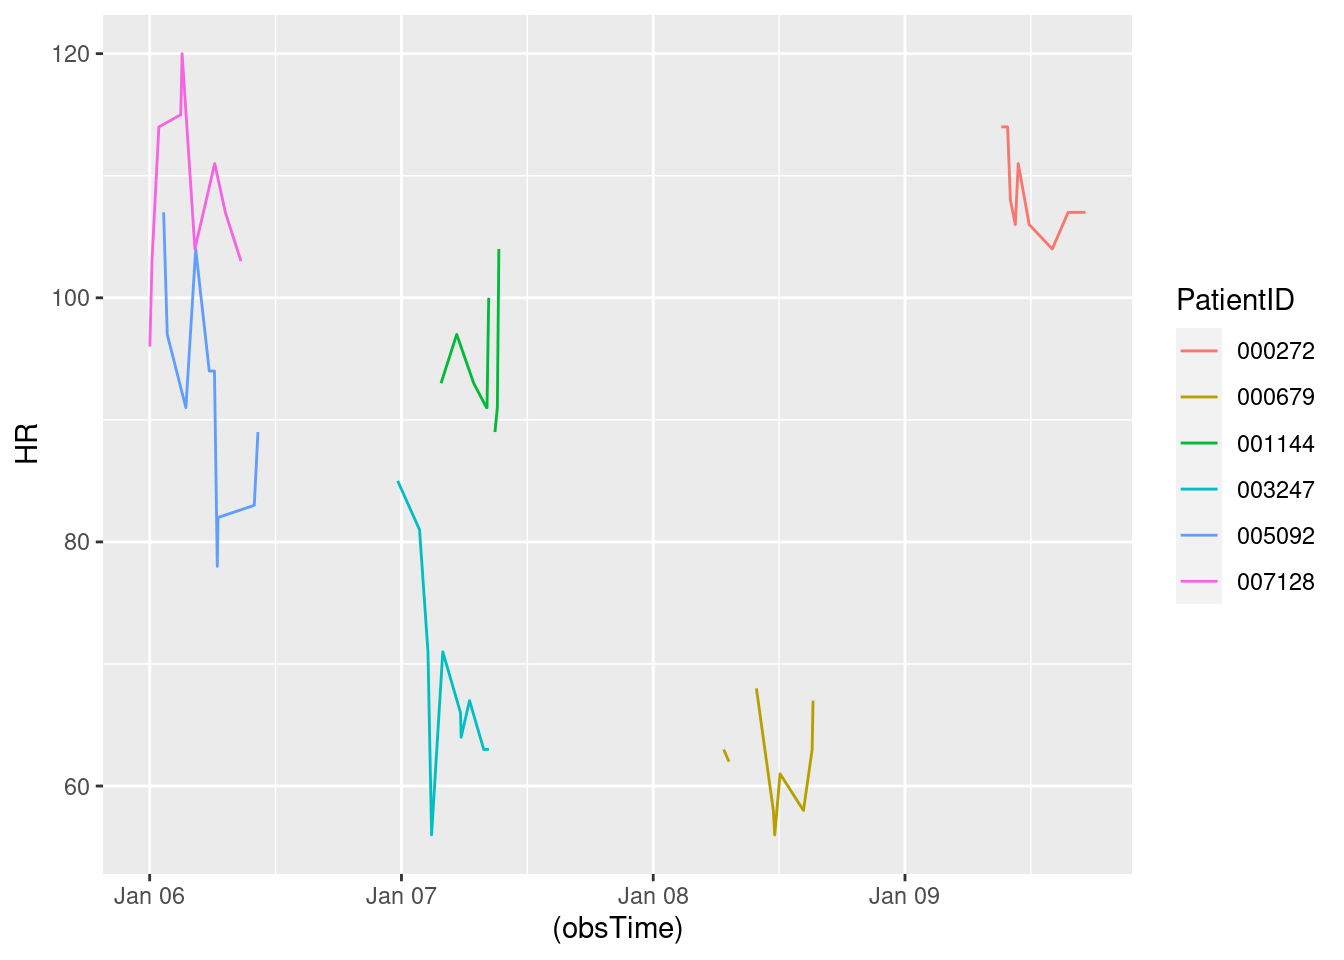 120
100
80
60
HR
Jan 06
Jan 07
Jan 08
Jan 09
(obsTime)
PatientID
000272
000679
001144
003247
005092
007128